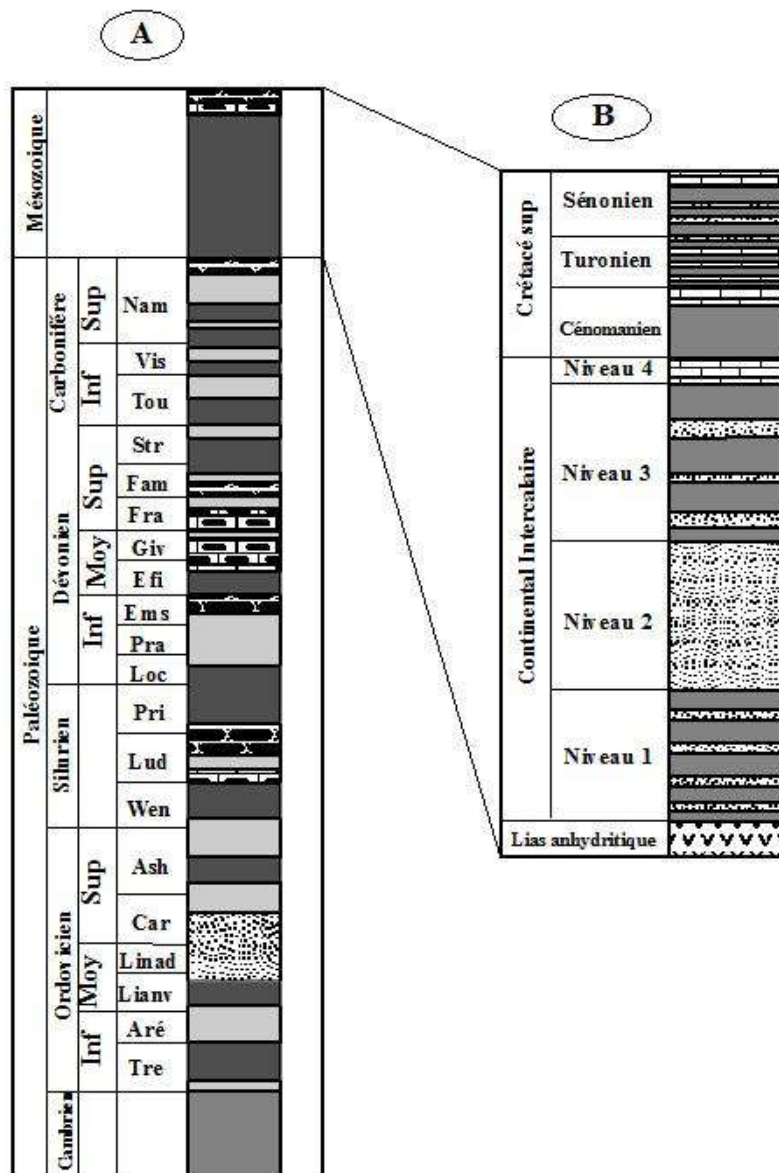 A
Mésozoique
Paléozoique
Carbonifére
Sup
Nam
Inf
Vis
Tou
Dévonien
Sup
Str
Fam
Fra
Moy
Giv
Efi
Inf
Ems
Pra
Loc
Silurien
Pri
Lud
Wen
Ordovicien
Sup
Ash
Car
Moy
Linad
Lianv
Inf
Aré
Tre
Cambrien
B
Crétacé sup
Sénonien
Turonien
Cénomanien
Continental Intercalaire
Niveau 4
Niveau 3
Niveau 2
Niveau 1
Lias anhydritique